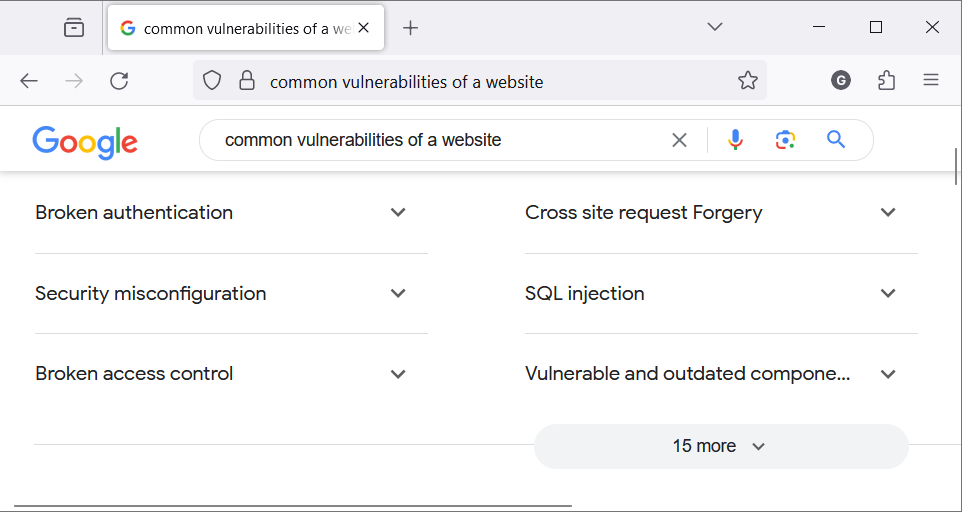 common vulnerabilities of a we
common vulnerabilities of a website
G
Google
common vulnerabilities of a website
Broken authentication
Cross site request Forgery
Security misconfiguration
SQL injection
Broken access control
Vulnerable and outdated compone...
15 more